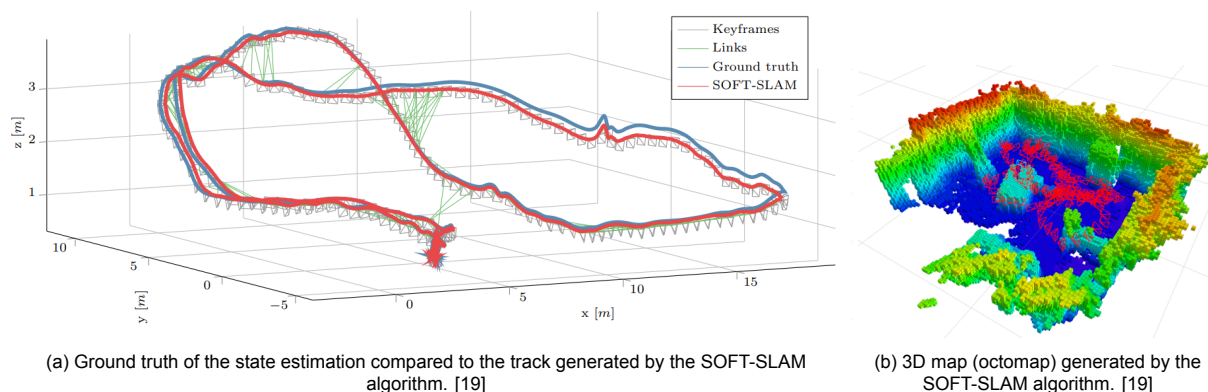 Keyframes
Links
Ground truth
SOFT-SLAM
3
2
1
z [m]
10
5
0
−5
y [m]
0
5
10
15
x [m]
(a) Ground truth of the state estimation compared to the track generated by the SOFT-SLAM
algorithm. [19]
(b) 3D map (octomap) generated by the
SOFT-SLAM algorithm. [19]